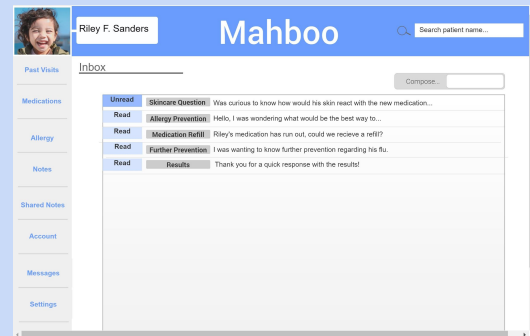 Riley F. Sanders
Mahboo
Search patient name...
Past Visits
Medications
Allergy
Notes
Shared Notes
Account
Messages
Settings
Inbox
Compose...
Unread Skincare Question Was curious to know how would his skin react with the new medication...
Read Allergy Prevention Hello, I was wondering what would be the best way to...
Read Medication Refill Riley's medication has run out, could we recieve a refill?
Read Further Prevention I was wanting to know further prevention regarding his flu.
Read Results Thank you for a quick response with the results!